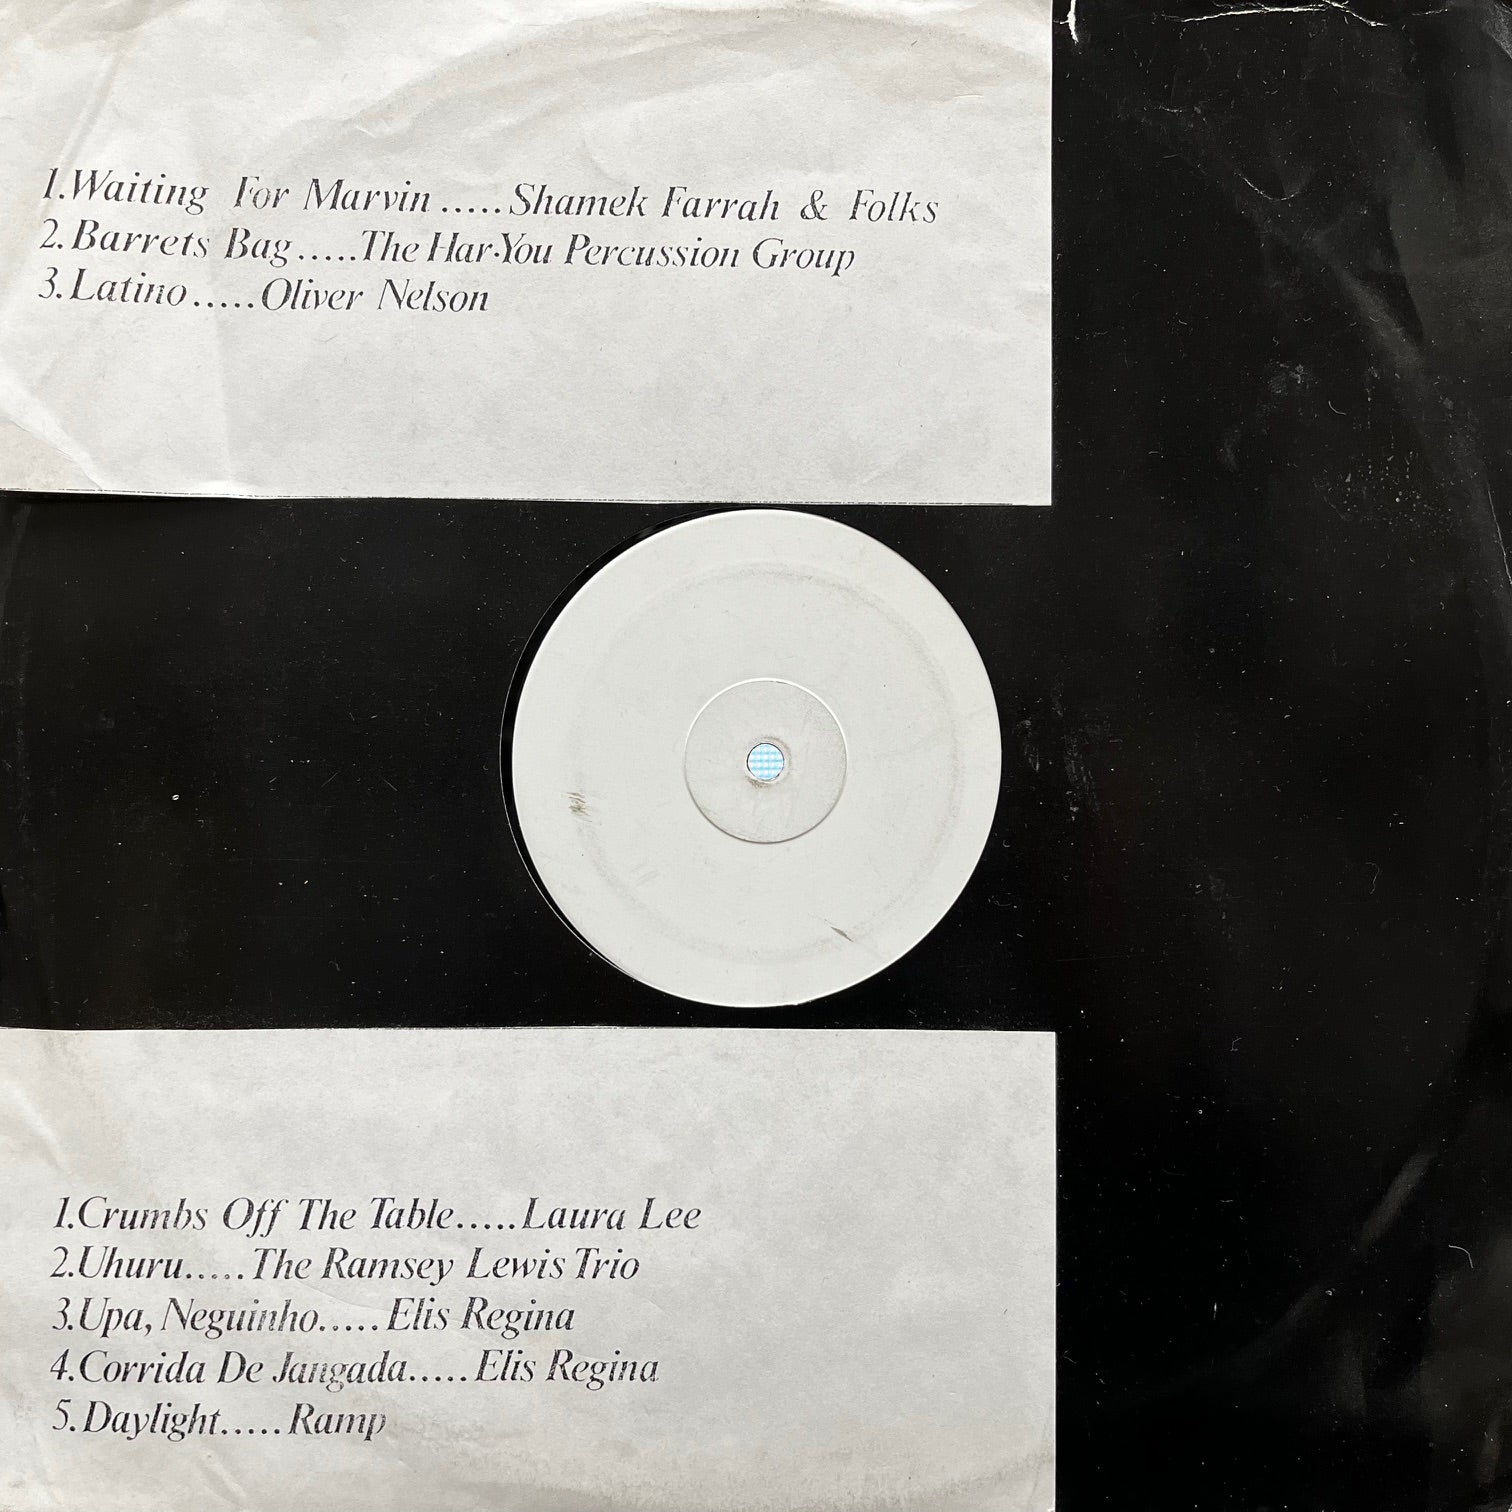 1.Waiting For Marvin.....Shamek Farrah & Folks
2.Barrets Bag.....The Har-You Percussion Group
3.Latino.....Oliver Nelson
1.Crumbs Off The Table.....Laura Lee
2.Uhuru.....The Ramsey Lewis Trio
3.Upa, Neguinho.....Elis Regina
4.Corrida De Jangada.....Elis Regina
5.Daylight.....Ramp